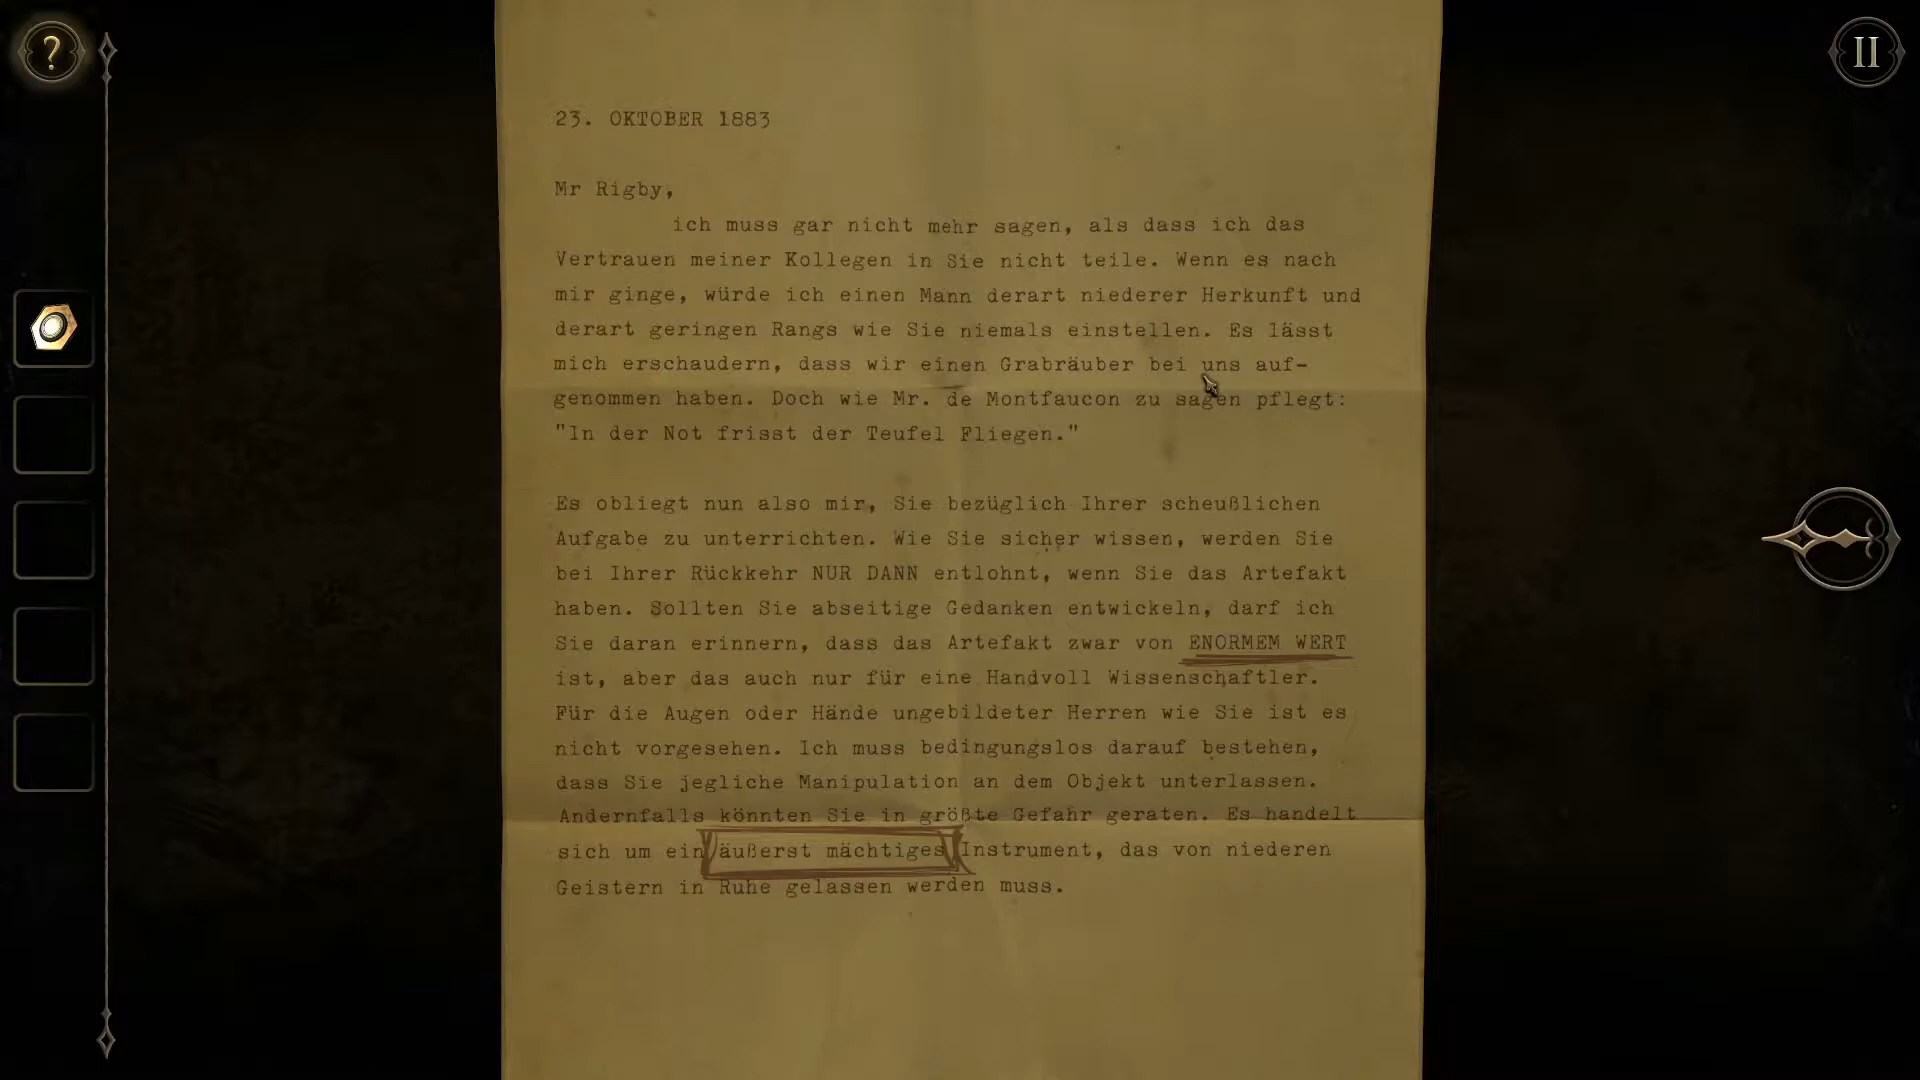 23. OKTOBER 1883
Mr Rigby,
ich muss gar nicht mehr sagen, als dass ich das
Vertrauen meiner Kollegen in Sie nicht teile. Wenn es nach
mir ginge, würde ich einen Mann derart niederer Herkunft und
derart geringen Rangs wie Sie niemals einstellen. Es lässt
mich erschaudern, dass wir einen Grabräuber bei uns auf-
genommen haben. Doch wie Mr. de Montfaucon zu sagen pflegt:
"In der Not frisst der Teufel Fliegen."
Es obliegt nun also mir, Sie bezüglich Ihrer scheußlichen
Aufgabe zu unterrichten. Wie Sie sicher wissen, werden Sie
bei Ihrer Rückkehr NUR DANN entlohnt, wenn Sie das Artefakt
haben. Sollten Sie abseitige Gedanken entwickeln, darf ich
Sie daran erinnern, dass das Artefakt zwar von ENORMEM WERT
ist, aber das auch nur für eine Handvoll Wissenschaftler.
Für die Augen oder Hände ungebildeter Herren wie Sie ist es
nicht vorgesehen. Ich muss bedingungslos darauf bestehen,
dass Sie jegliche Manipulation an dem Objekt unterlassen.
Andernfalls könnten Sie in größte Gefahr geraten. Es handelt
sich um ein äußerst mächtiges Instrument, das von niederen
Geistern in Ruhe gelassen werden muss.